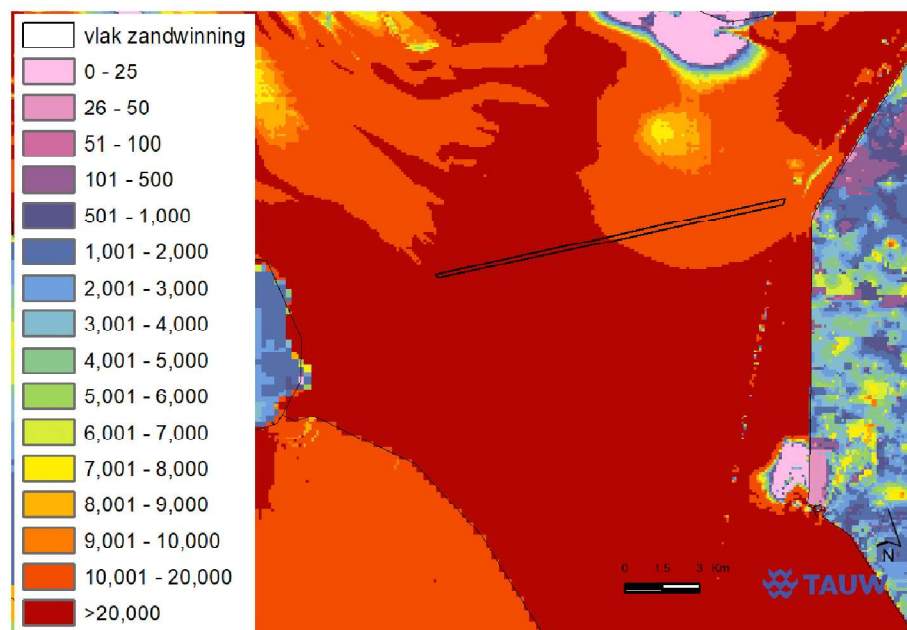 vlak zandwinning
0 - 25
26 - 50
51 - 100
101 - 500
501 - 1,000
1,001 - 2,000
2,001 - 3,000
3,001 - 4,000
4,001 - 5,000
5,001 - 6,000
6,001 - 7,000
7,001 - 8,000
8,001 - 9,000
9,001 - 10,000
10,001 - 20,000
>20,000
N
0 1.5 3 Km
TAUW